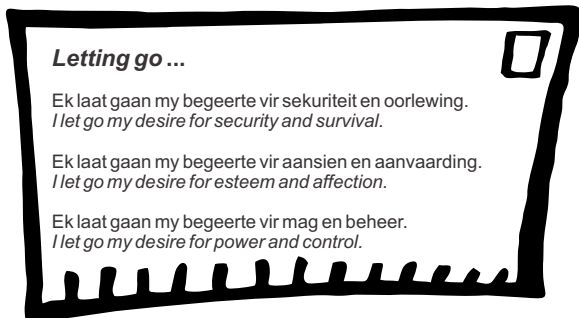 Letting go ...
Ek laat gaan my begeerte vir sekuriteit en oorlewing.
I let go my desire for security and survival.
Ek laat gaan my begeerte vir aansien en aanvaarding.
I let go my desire for esteem and affection.
Ek laat gaan my begeerte vir mag en beheer.
I let go my desire for power and control.